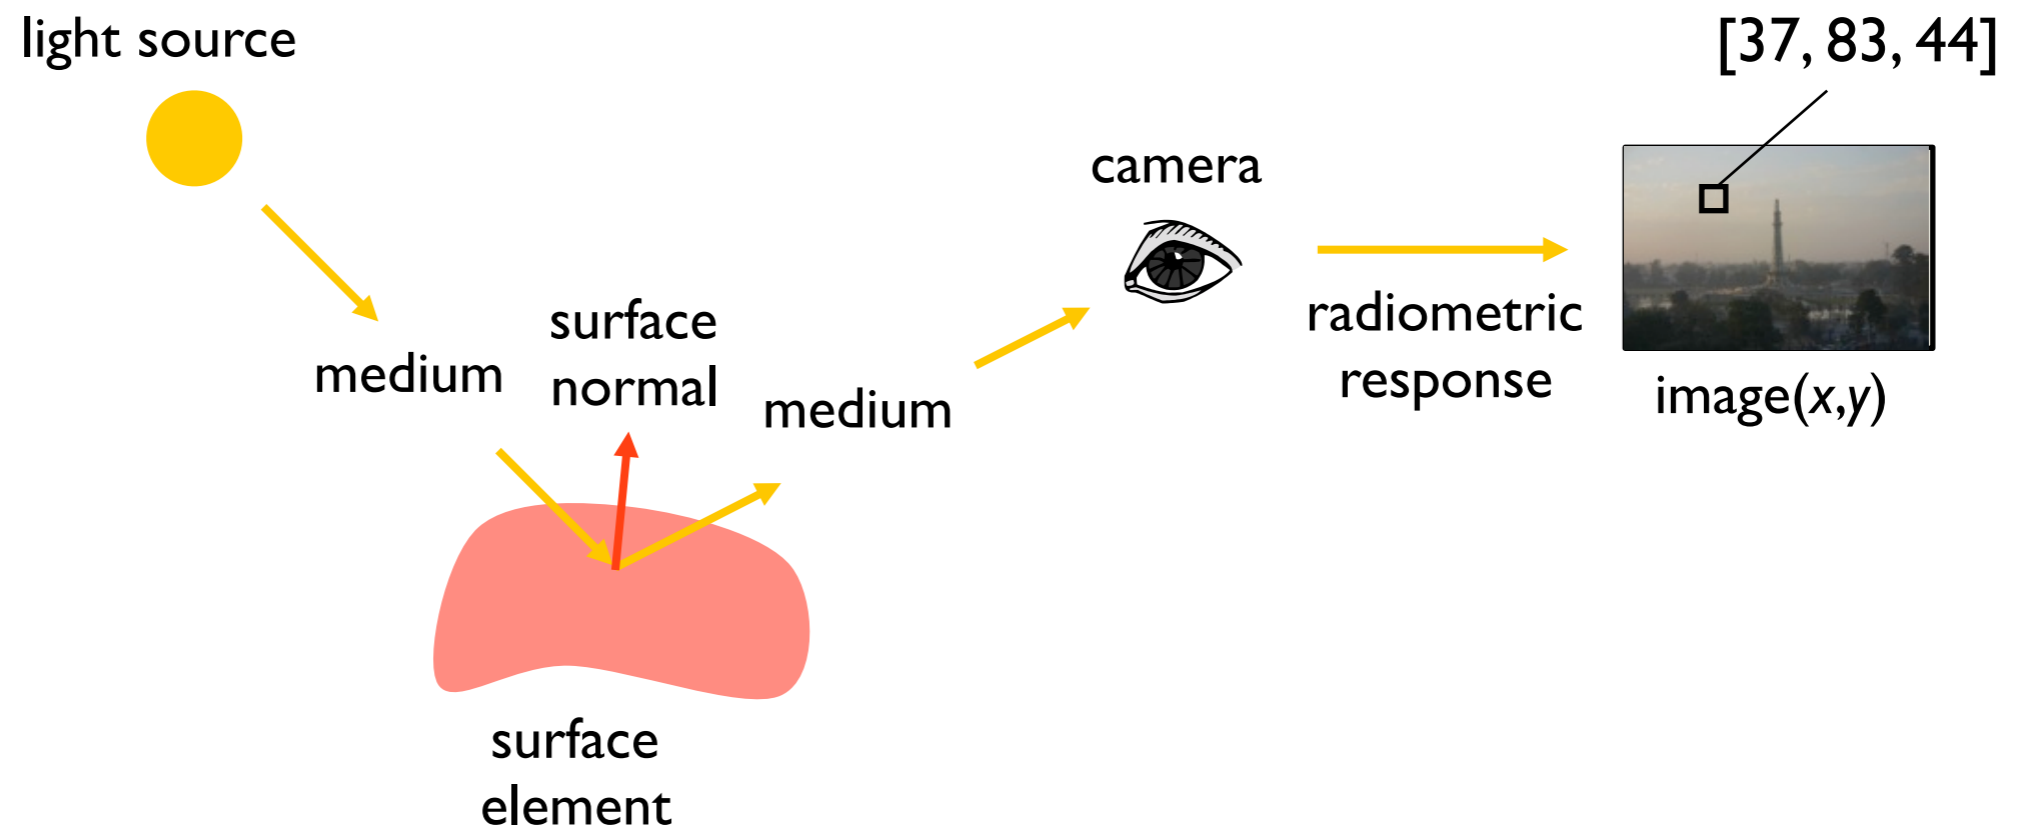 light source
[37, 83, 44]
camera
surface
normal
medium
medium
radiometric
response
image(x,y)
surface
element